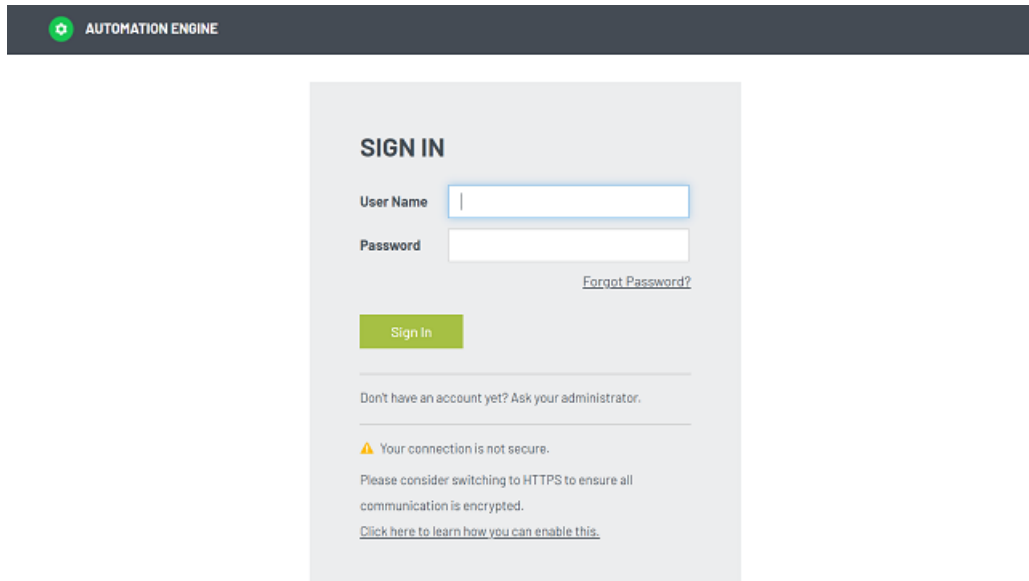 AUTOMATION ENGINE
SIGN IN
User Name
Password
Forgot Password?
Sign In
Don't have an account yet? Ask your administrator.
Your connection is not secure.
Please consider switching to HTTPS to ensure all
communication is encrypted.
Click here to learn how you can enable this.